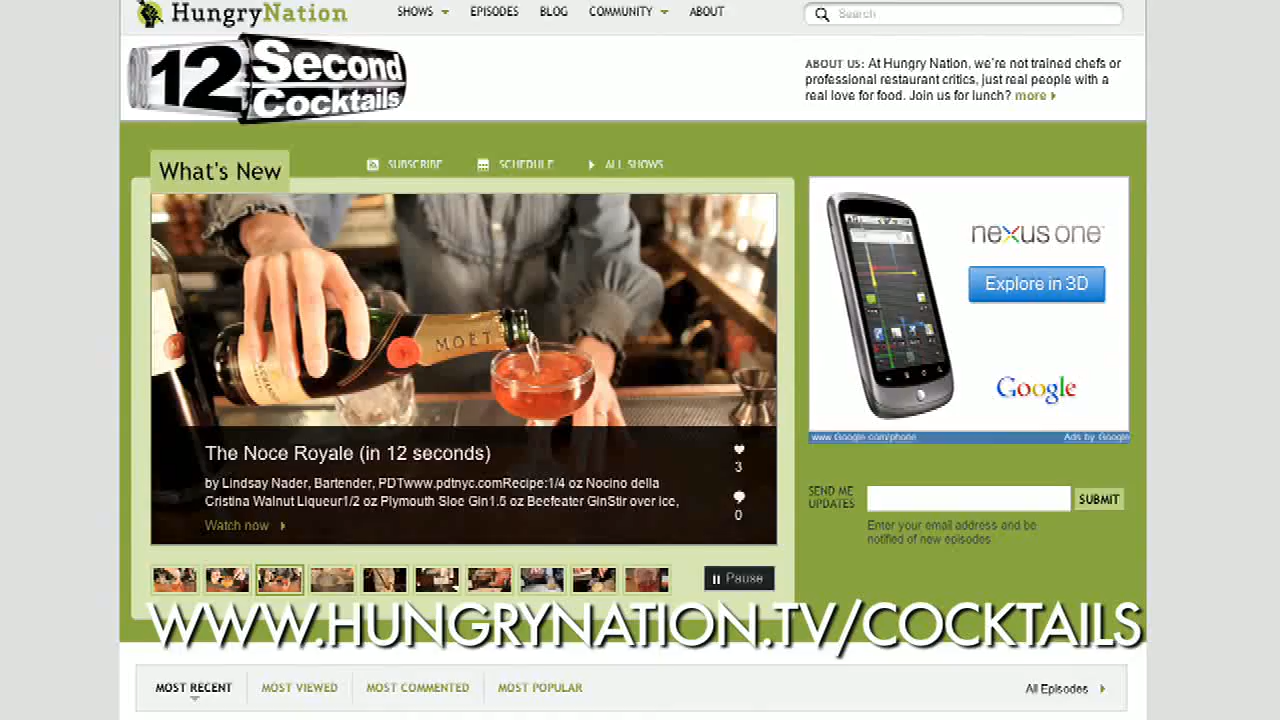 HungryNation
SHOWS EPISODES BLOG COMMUNITY ABOUT
Search
12 Second Cocktails
ABOUT US: At Hungry Nation, we're not trained chefs or
professional restaurant critics, just real people with a
real love for food. Join us for lunch? more
What's New
SUBSCRIBE SCHEDULE ALL SHOWS
MOËT
nexus one
Explore in 3D
Google
www.Google.com/phone Ads by Google
The Noce Royale (in 12 seconds)
by Lindsay Nader, Bartender, PDTwww.pdtnyc.comRecipe:1/4 oz Nocino della
Cristina Walnut Liqueur1/2 oz Plymouth Sloe Gin1.5 oz Beefeater GinStir over ice,
Watch now
3
0
SEND ME
UPDATES
SUBMIT
Enter your email address and be
notified of new episodes
Pause
WWW.HUNGRYNATION.TV/COCKTAILS
MOST RECENT MOST VIEWED MOST COMMENTED MOST POPULAR
All Episodes